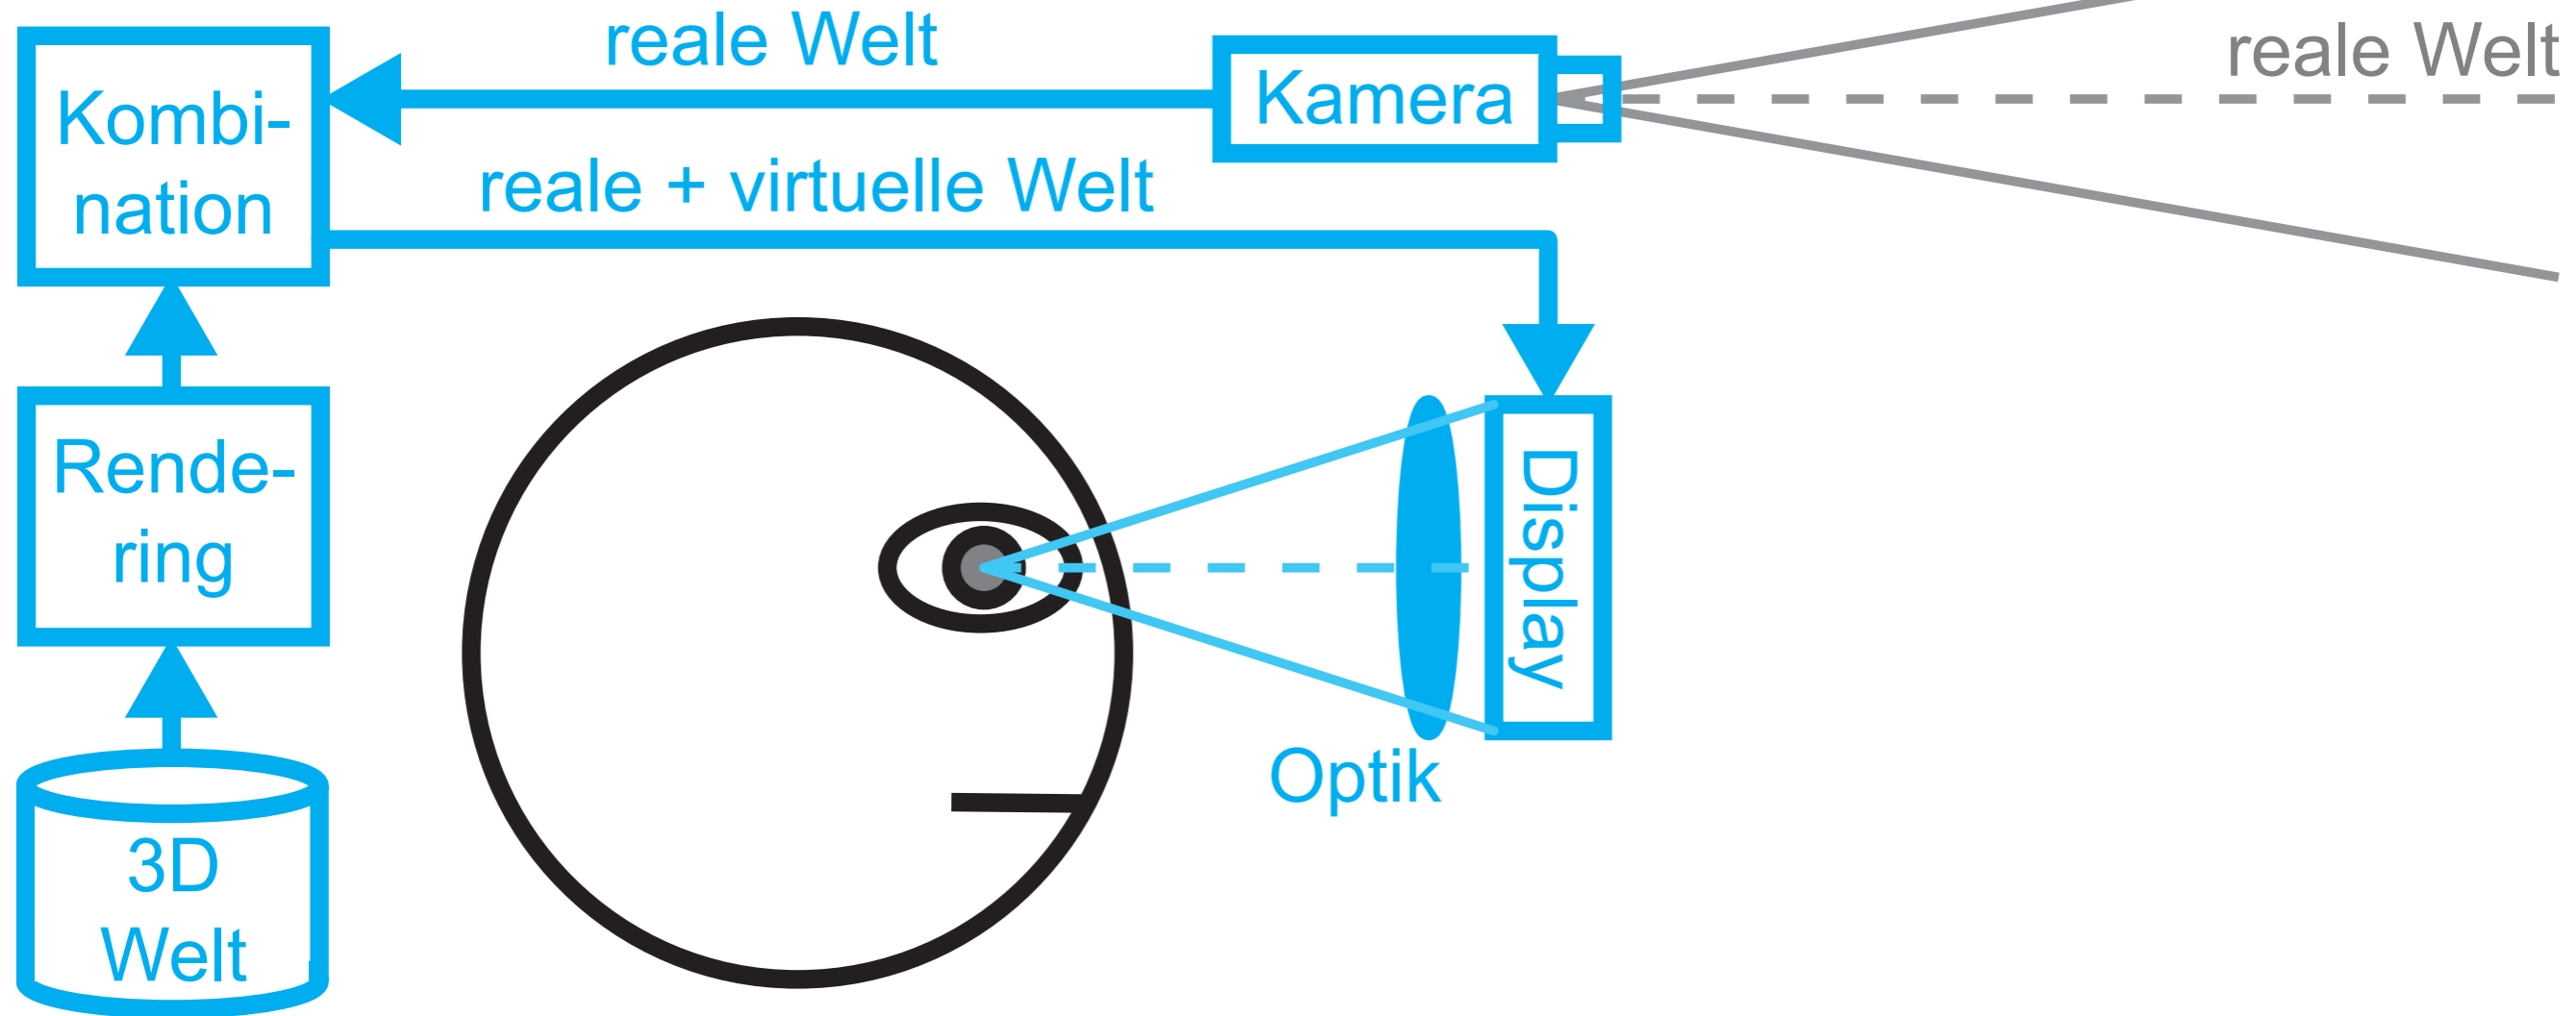 reale Welt
reale Welt
Kombi-
nation
Kamera
reale + virtuelle Welt
Rende-
ring
Display
Optik
3D
Welt